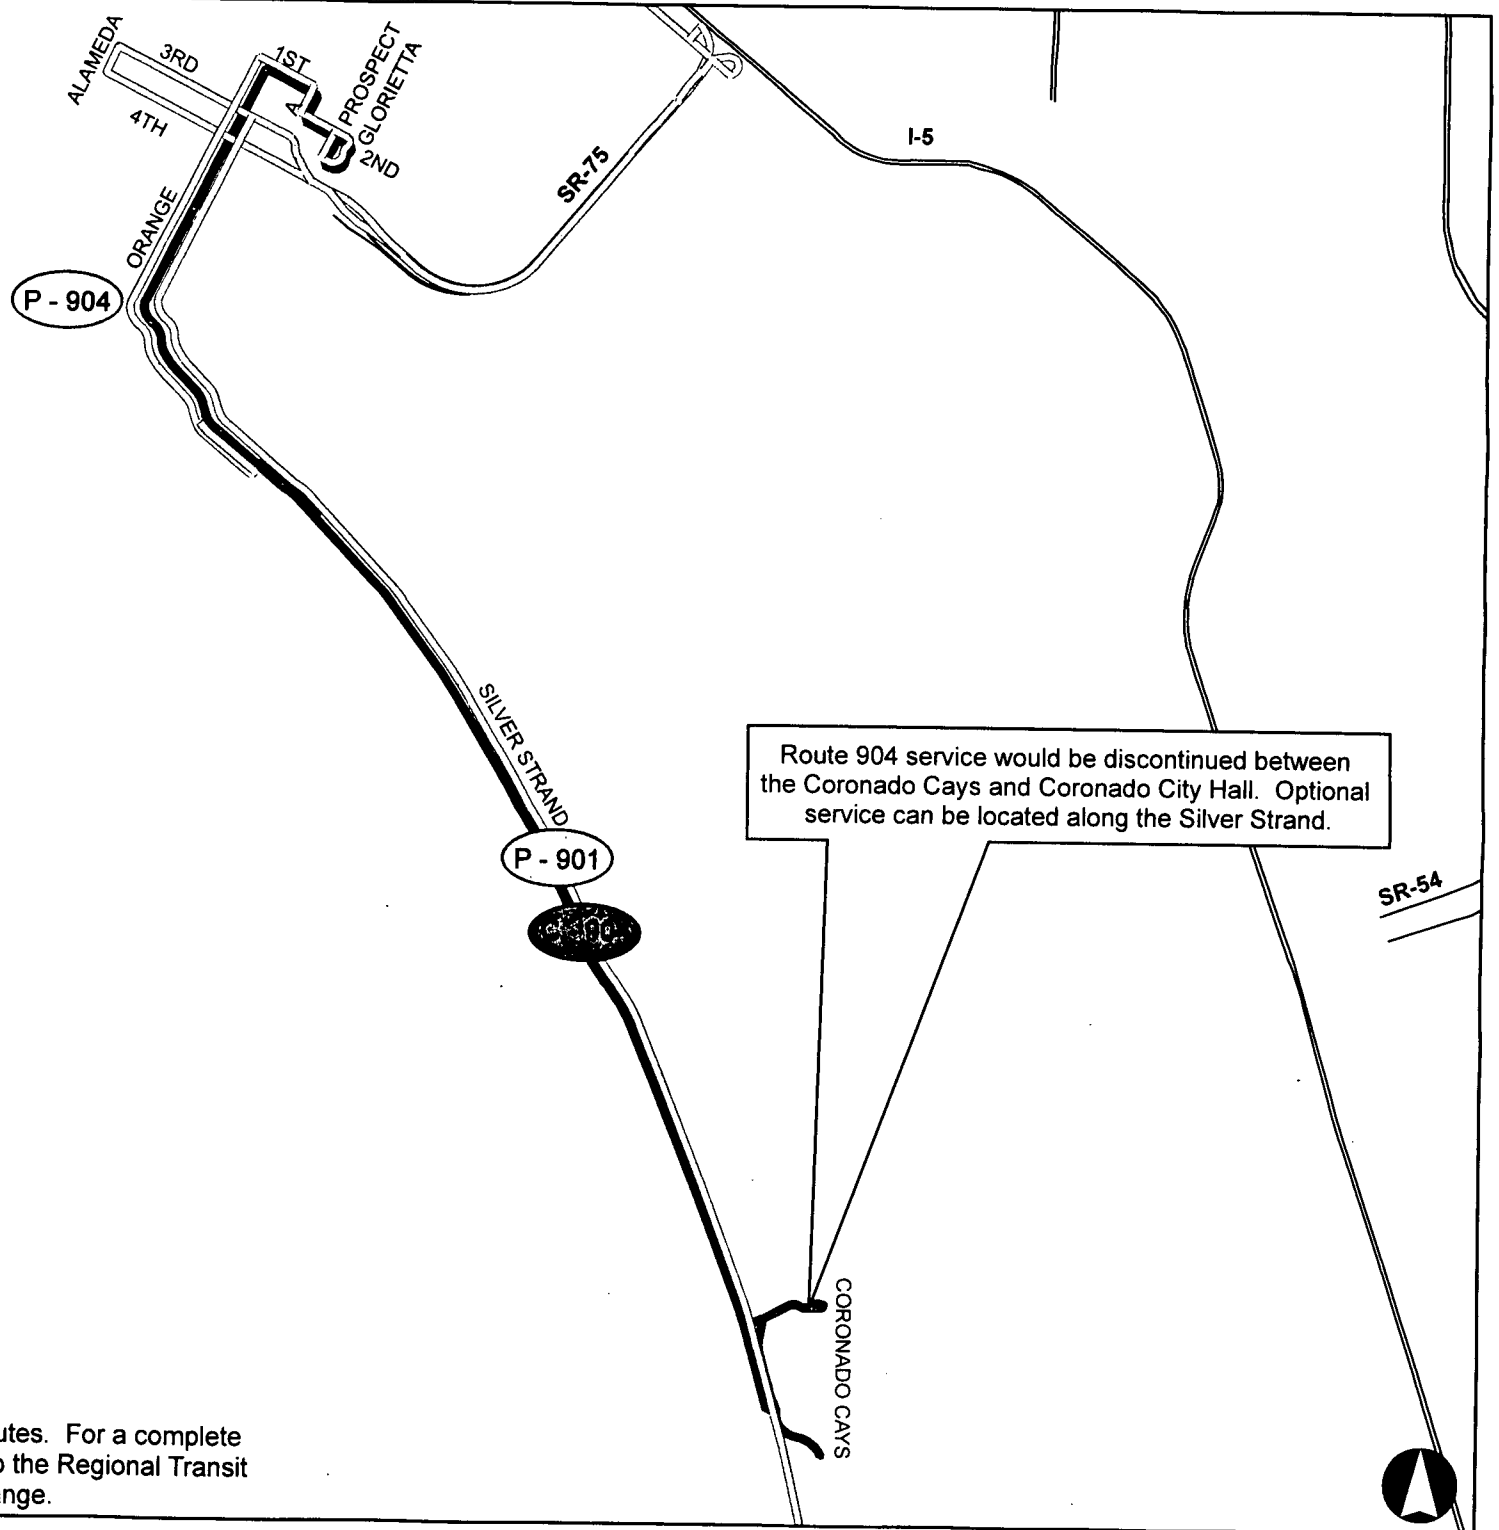 ALAMEDA
3RD
1ST
PROSPECT
GLORIETTA
A
4TH
2ND
SR-75
I-5
ORANGE
P - 904
SILVER STRAND
Route 904 service would be discontinued between
the Coronado Cays and Coronado City Hall. Optional
service can be located along the Silver Strand.
P - 901
SR-54
CORONADO CAYS
utes. For a complete
the Regional Transit
nge.